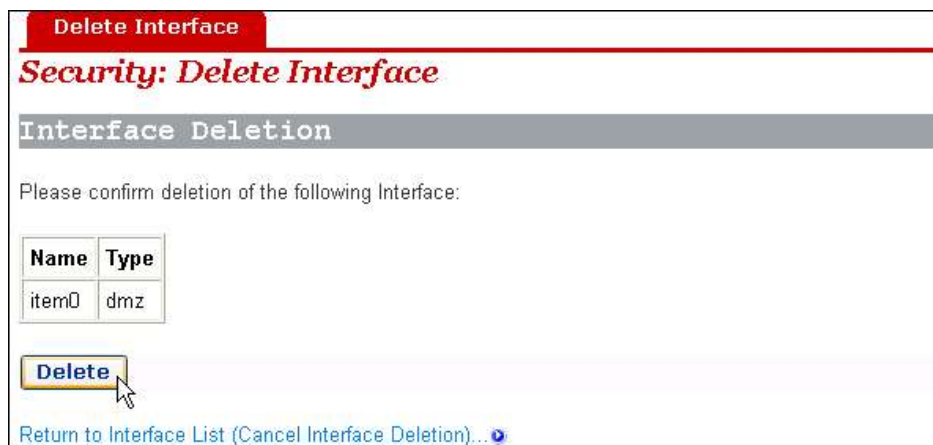 Delete Interface
Security: Delete Interface
Interface Deletion
Please confirm deletion of the following Interface:
Name Type
item0 dmz
Delete
Return to Interface List (Cancel Interface Deletion)...